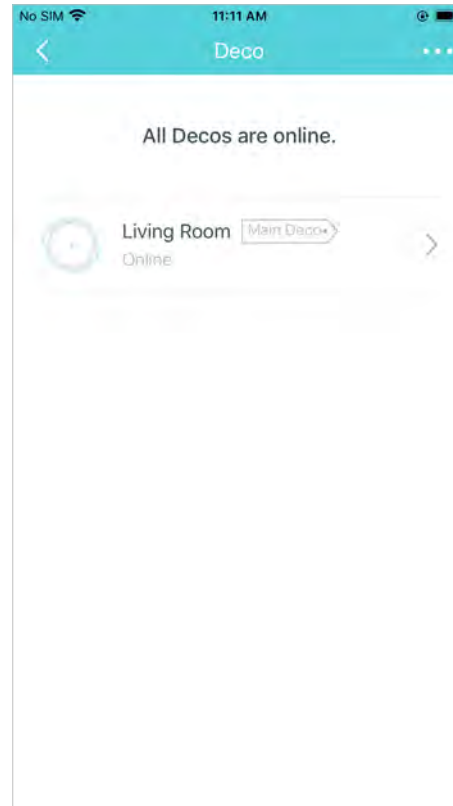 No SIM 11:11 AM
Deco
All Decos are online.
Living Room Main Deco
Online